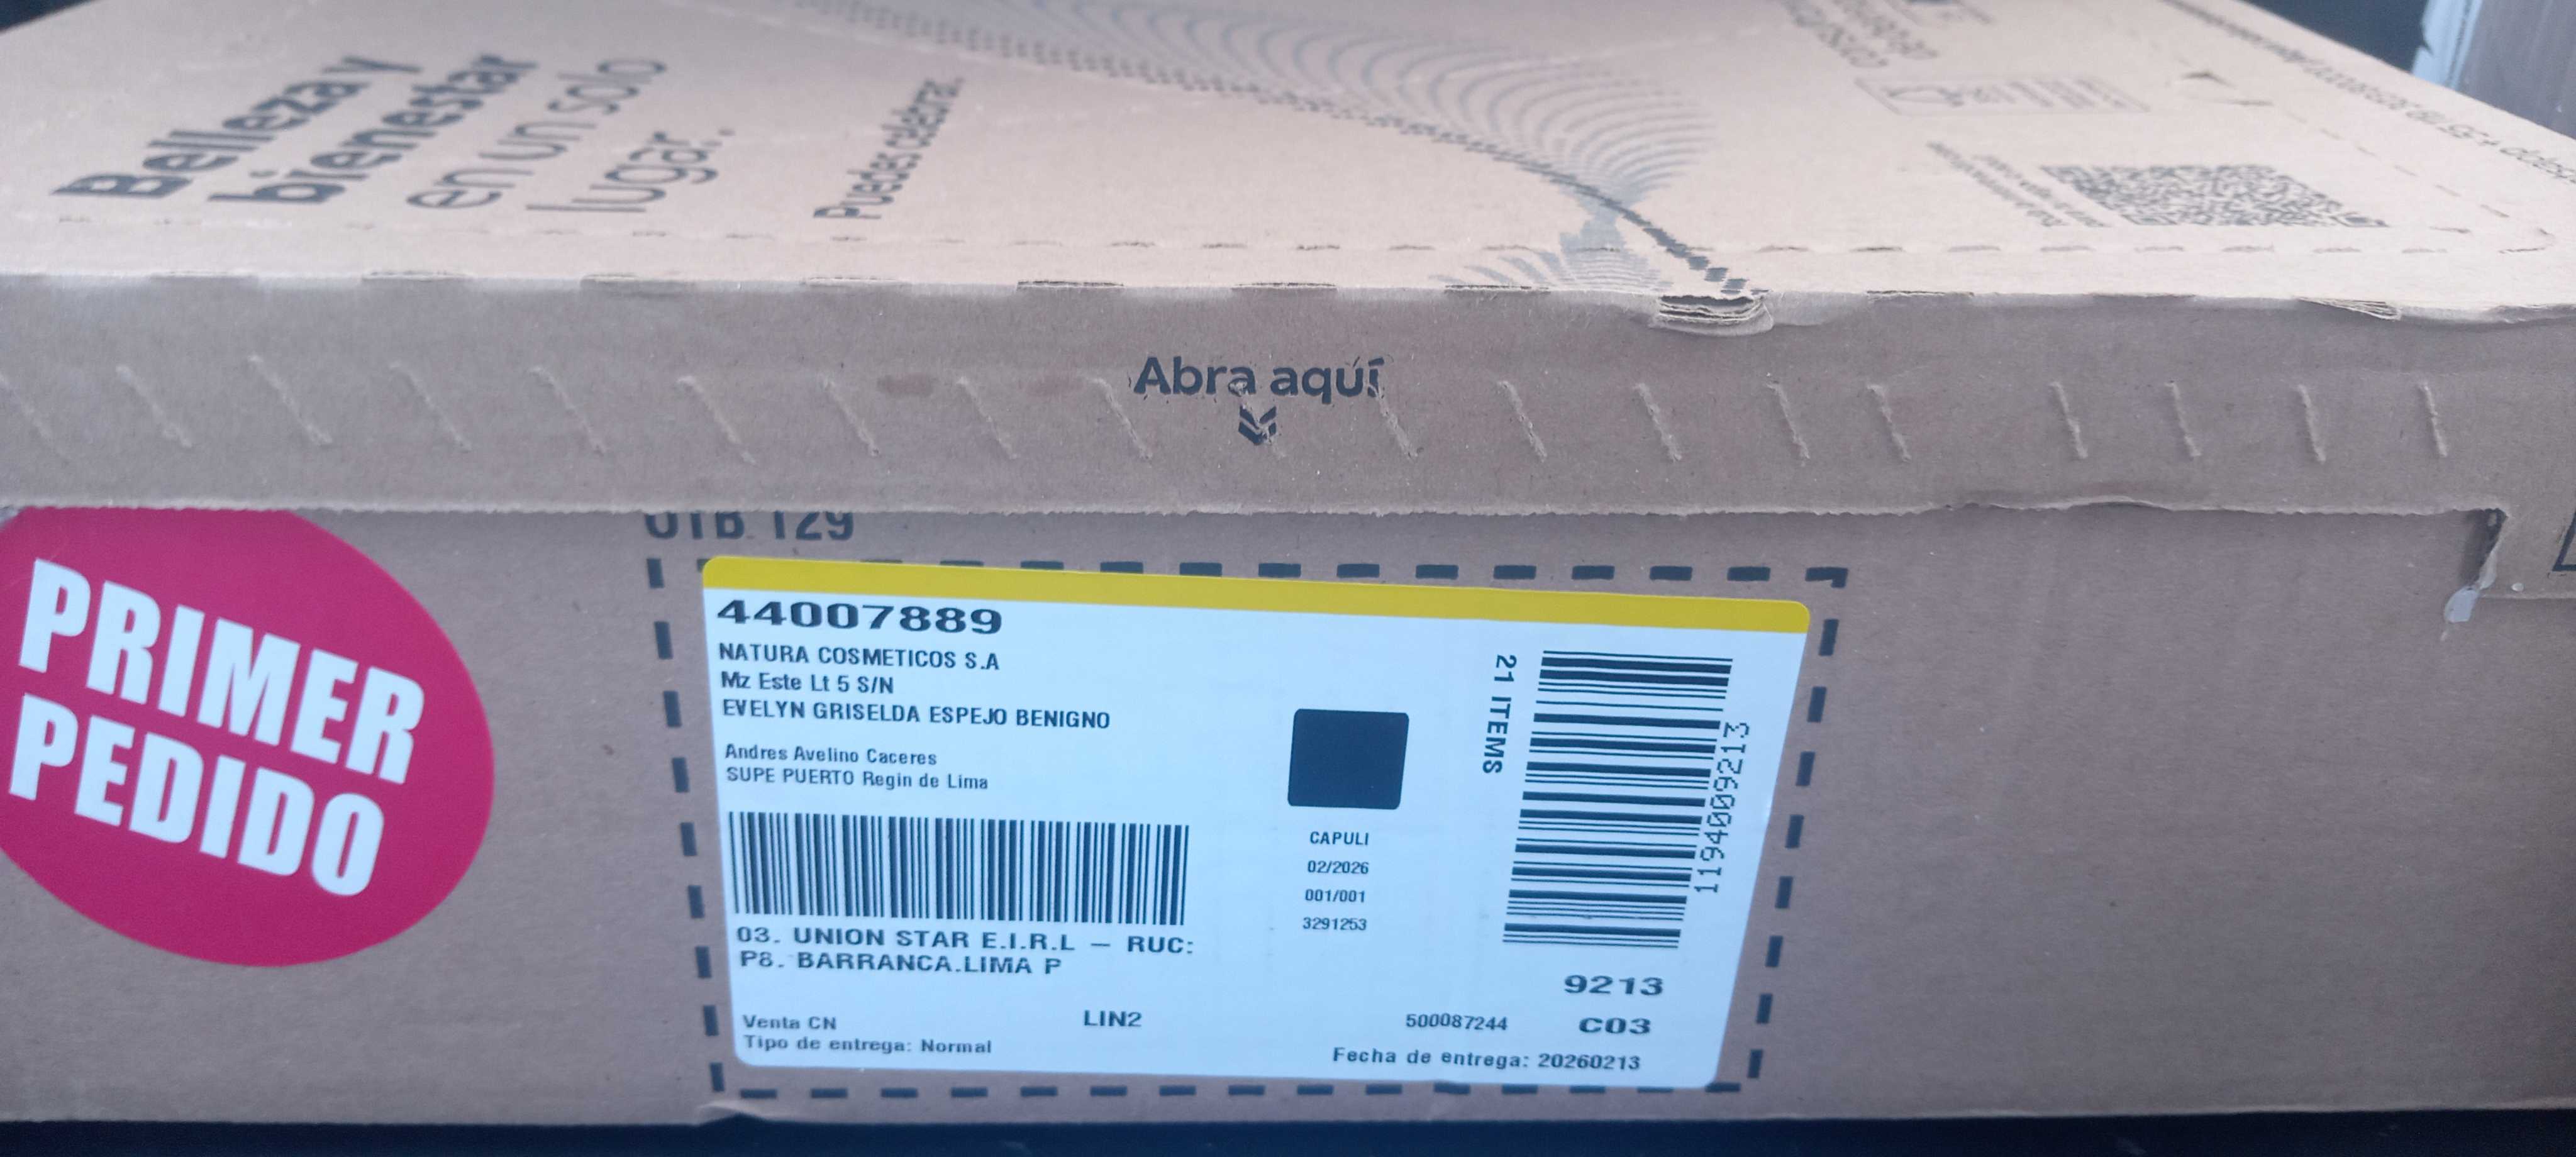 Belleza y
bienestar
en un solo
lugar.
Puedes celebrar.
Abra aquí
PRIMER
PEDIDO
44007889
NATURA COSMETICOS S.A
Mz Este Lt 5 S/N
EVELYN GRISELDA ESPEJO BENIGNO
Andres Avelino Caceres
SUPE PUERTO Regin de Lima
03. UNION STAR E.I.R.L – RUC:
P8. BARRANCA.LIMA P
Venta CN
Tipo de entrega: Normal
LIN2
CAPULI
02/2026
001/001
3291253
21 ITEMS
1194009213
9213
500087244 C03
Fecha de entrega: 20260213